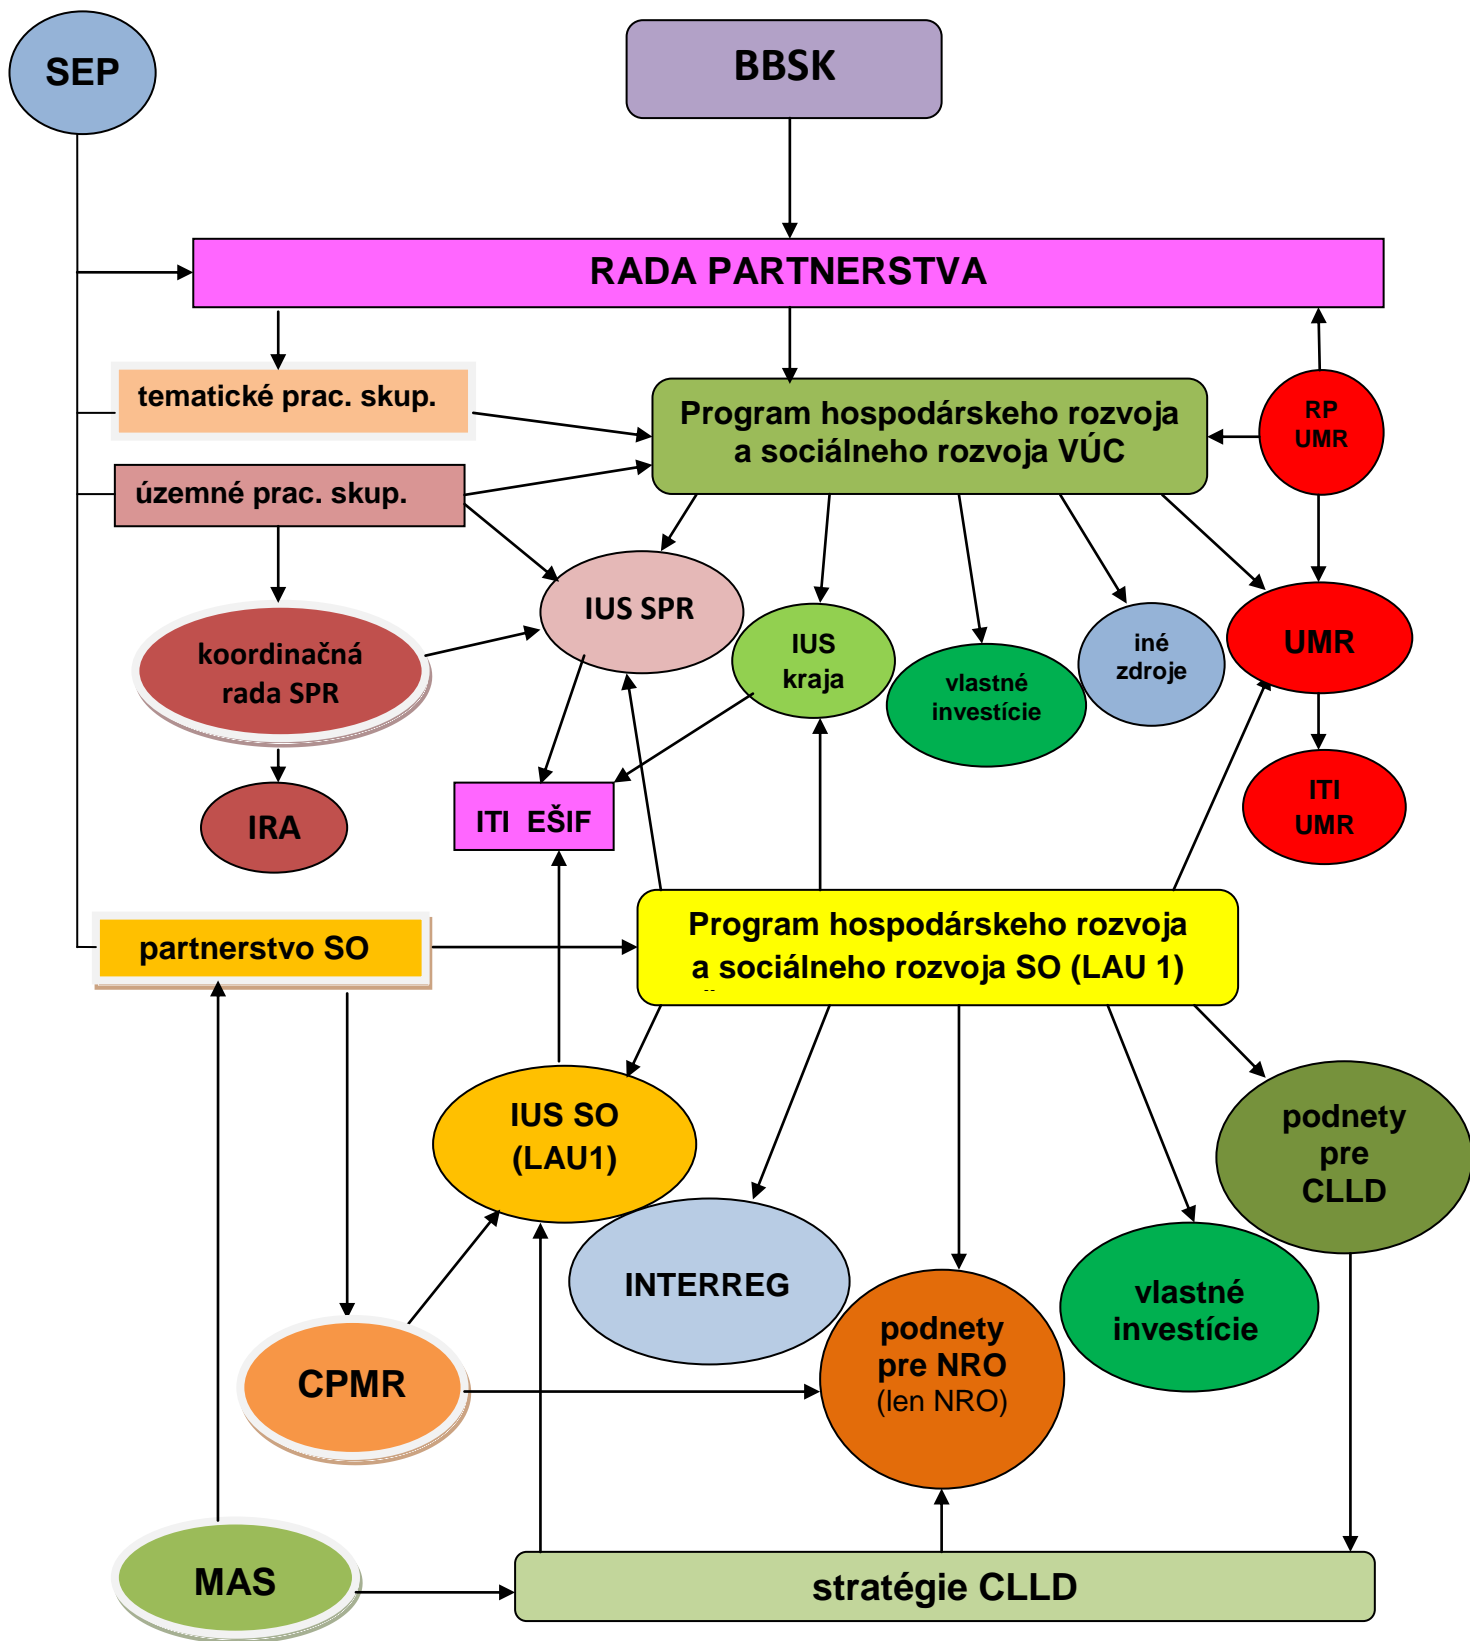 SEP
BBSK
RADA PARTNERSTVA
tematické prac. skup.
Program hospodárskeho rozvoja
a sociálneho rozvoja VÚC
RP
UMR
územné prac. skup.
IUS SPR
koordinačná
rada SPR
IUS
kraja
vlastné
investície
iné
zdroje
UMR
IRA
ITI EŠIF
ITI
UMR
partnerstvo SO
Program hospodárskeho rozvoja
a sociálneho rozvoja SO (LAU 1)
IUS SO
(LAU1)
podnety
pre
CLLD
INTERREG
vlastné
investície
podnety
pre NRO
(len NRO)
CPMR
MAS
stratégie CLLD